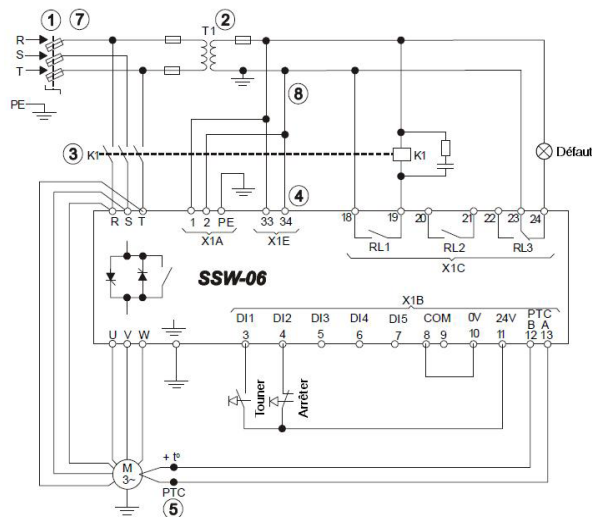 1 7 T1 2
R
S
T
PE
8
3 K1 K1 Défaut
4
R S T 1 2 PE 33 34 18 19 20 21 22 23 24
X1A X1E RL1 RL2 RL3
X1C
SSW-06
X1B
DI1 DI2 DI3 DI4 DI5 COM 0V 24V PTC
B A
U V W 3 4 5 6 7 8 9 10 11 12 13
Touner
Arrêter
+ tº
M
3~
PTC
5